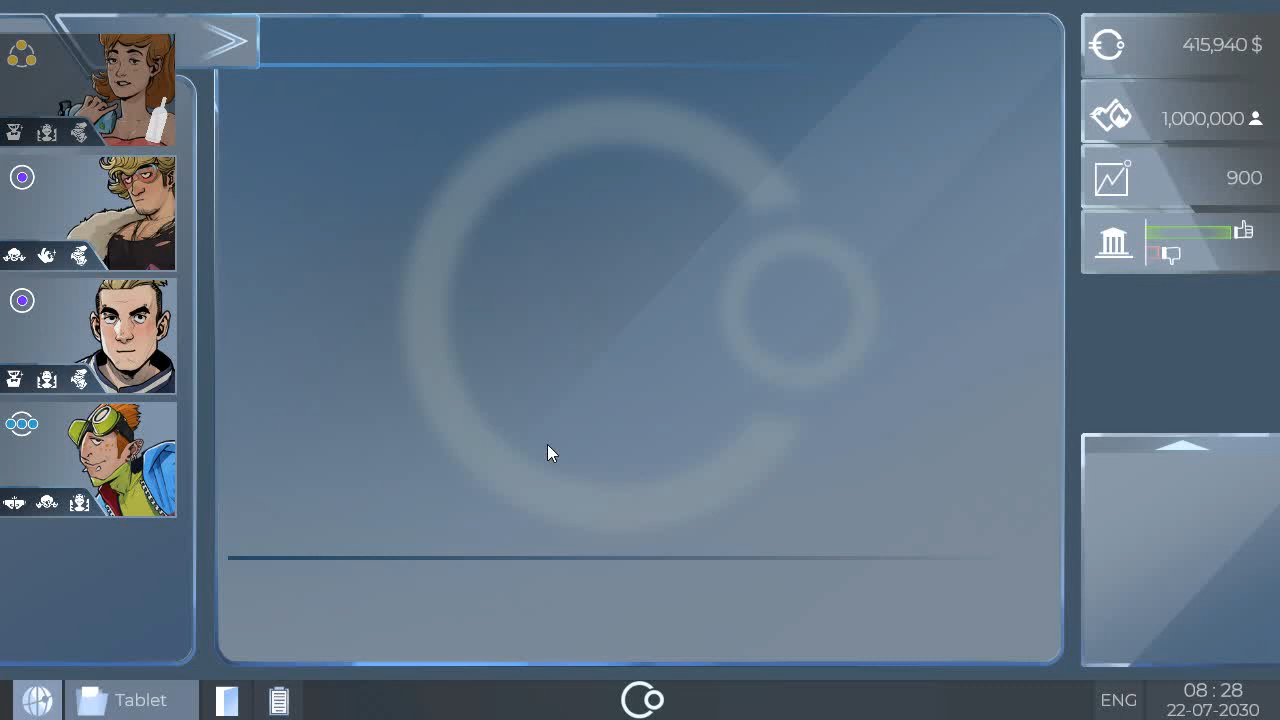 415,940 $
1,000,000
900
Tablet
ENG
08 : 28
22-07-2030